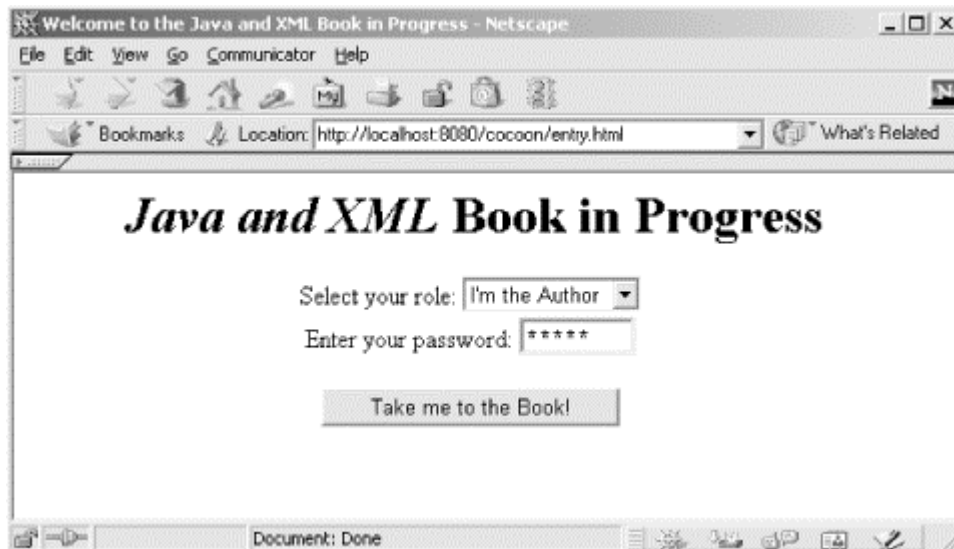 Welcome to the Java and XML Book in Progress - Netscape
File Edit View Go Communicator Help
My
N
Bookmarks Location: http://localhost:8080/cocoon/entry.html What's Related
Java and XML Book in Progress
Select your role: I'm the Author
Enter your password: *****
Take me to the Book!
Document: Done